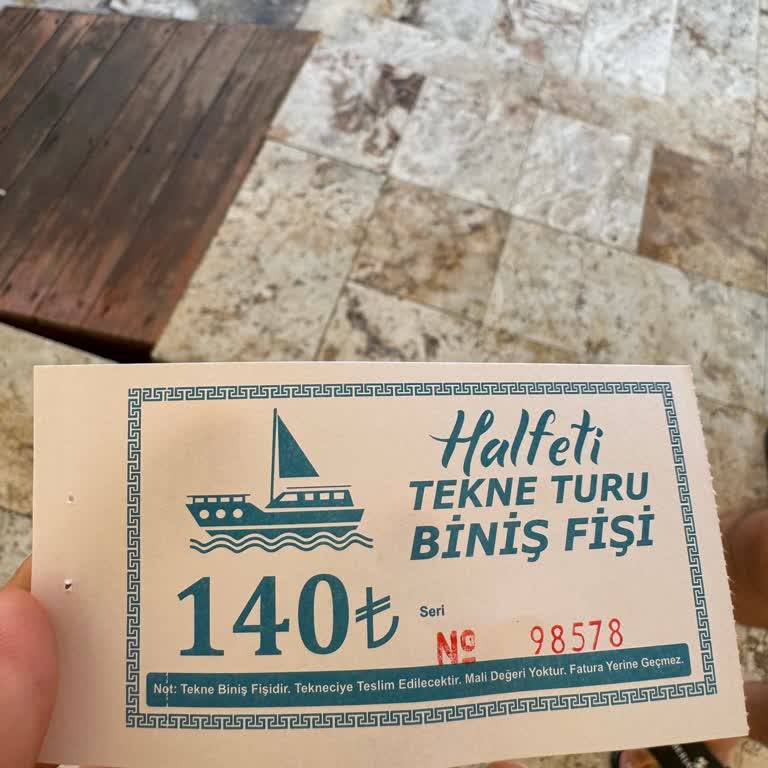 Halfeti
TEKNE TURU
BİNİŞ FİŞİ
140₺
Seri
Nº 98578
Not: Tekne Biniş Fişidir. Tekneciye Teslim Edilecektir. Mali Değeri Yoktur. Fatura Yerine Geçmez.